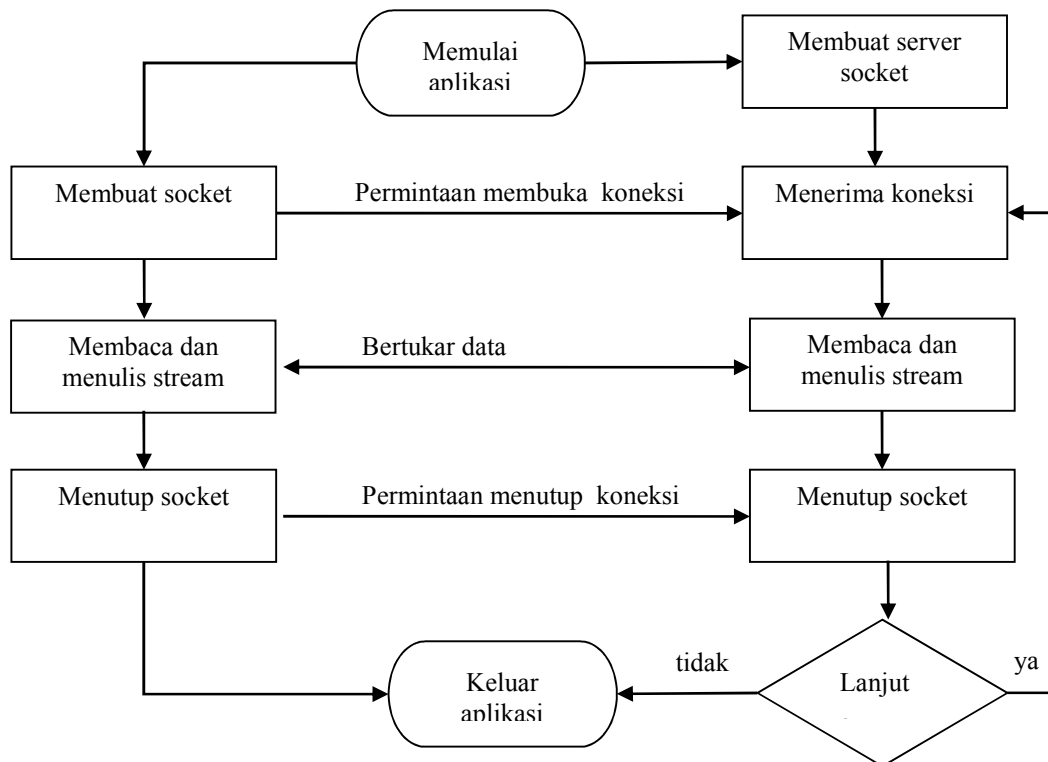 Memulai
aplikasi
Membuat server
socket
Membuat socket
Permintaan membuka koneksi
Menerima koneksi
Membaca dan
menulis stream
Bertukar data
Membaca dan
menulis stream
Menutup socket
Permintaan menutup koneksi
Menutup socket
tidak
ya
Keluar
aplikasi
Lanjut